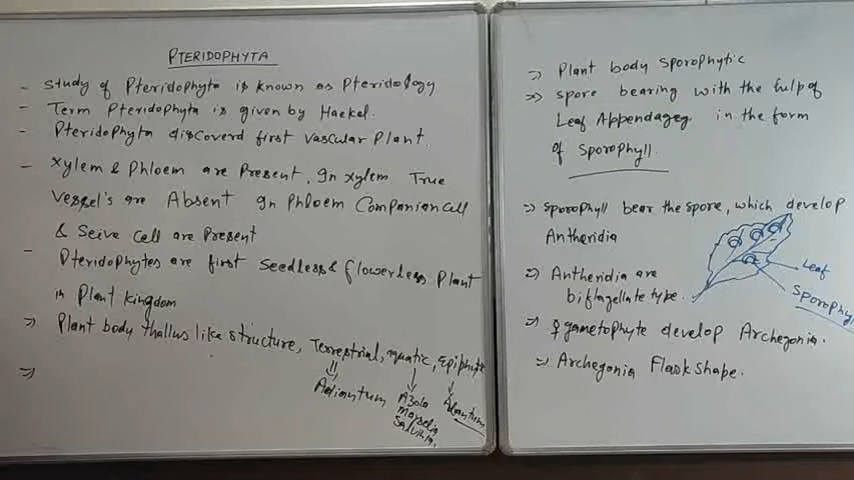 PTERIDOPHYTA
- Study of Pteridophyta is known as Pteridology
- Term Pteridophyta is given by Haekel.
- Pteridophyta discoverd first vascular Plant.
- Xylem & Phloem are Present, In xylem True
Vessel's are Absent In Phloem Companion Cell
& Seive Cell are Present
- Pteridophytes are first Seedless & flowerless Plant
in Plant Kingdom
⇒ Plant body thallus like structure, Terrestrial, aquatic, Epiphyte
Adiantum
Azola
Marselia
Salvinia,
⇒
⇒ Plant body Sporophytic
⇒ Spore bearing with the
Leaf Appendageg in the form
of Sporophyll.
⇒ Sporophyll bear the Spore, which develop
Antheridia
⇒ Antheridia are
biflagellate type.
Leaf
Sporophyll
⇒ ♀ gametophyte develop Archegonia.
⇒ Archegonia Flask shape.